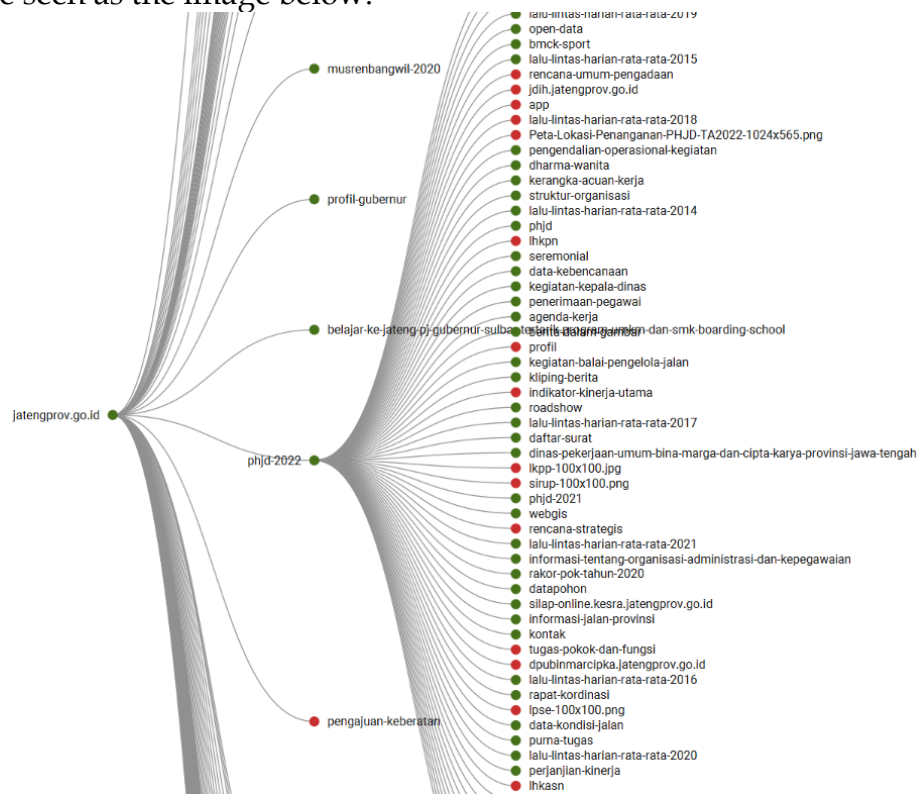 e seen as the image below:
lalu-lintas-harian-rata-rata-2019
open-data
musrenbangwil-2020
bmck-sport
lalu-lintas-harian-rata-rata-2015
rencana-umum-pengadaan
jdih.jatengprov.go.id
app
lalu-lintas-harian-rata-rata-2018
Peta-Lokasi-Penanganan-PHJD-TA2022-1024x565.png
pengendalian-operasional-kegiatan
dharma-wanita
kerangka-acuan-kerja
profil-gubernur
struktur-organisasi
lalu-lintas-harian-rata-rata-2014
phjd
lhkpn
seremonial
data-kebencanaan
kegiatan-kepala-dinas
penerimaan-pegawai
agenda-kerja
belajar-ke-jateng-pj-gubernur-sulbar-tertarik-program-umkm-dan-smk-boarding-school
berita-dalam-gambar
profil
kegiatan-balai-pengelola-jalan
kliping-berita
indikator-kinerja-utama
roadshow
jatengprov.go.id
lalu-lintas-harian-rata-rata-2017
daftar-surat
dinas-pekerjaan-umum-bina-marga-dan-cipta-karya-provinsi-jawa-tengah
phjd-2022
lkpp-100x100.jpg
sirup-100x100.png
phjd-2021
webgis
rencana-strategis
lalu-lintas-harian-rata-rata-2021
informasi-tentang-organisasi-administrasi-dan-kepegawaian
rakor-pok-tahun-2020
datapohon
silap-online.kesra.jatengprov.go.id
informasi-jalan-provinsi
kontak
tugas-pokok-dan-fungsi
dpubinmarcipka.jatengprov.go.id
lalu-lintas-harian-rata-rata-2016
rapat-kordinasi
lpse-100x100.png
pengajuan-keberatan
data-kondisi-jalan
purna-tugas
lalu-lintas-harian-rata-rata-2020
perjanjian-kinerja
lhkasn